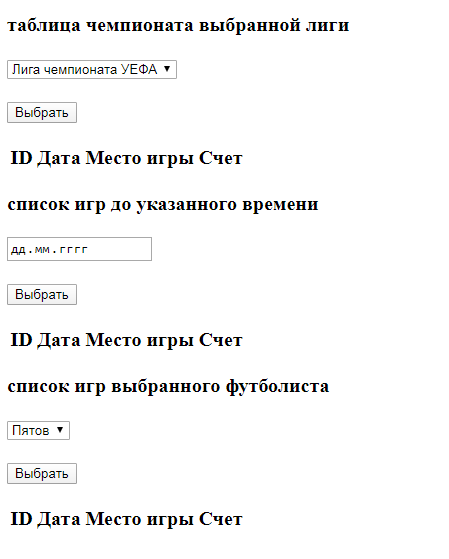 таблица чемпионата выбранной лиги
Лига чемпионата УЕФА
Выбрать
ID Дата Место игры Счет
список игр до указанного времени
дд.мм.гггг
Выбрать
ID Дата Место игры Счет
список игр выбранного футболиста
Пятов
Выбрать
ID Дата Место игры Счет